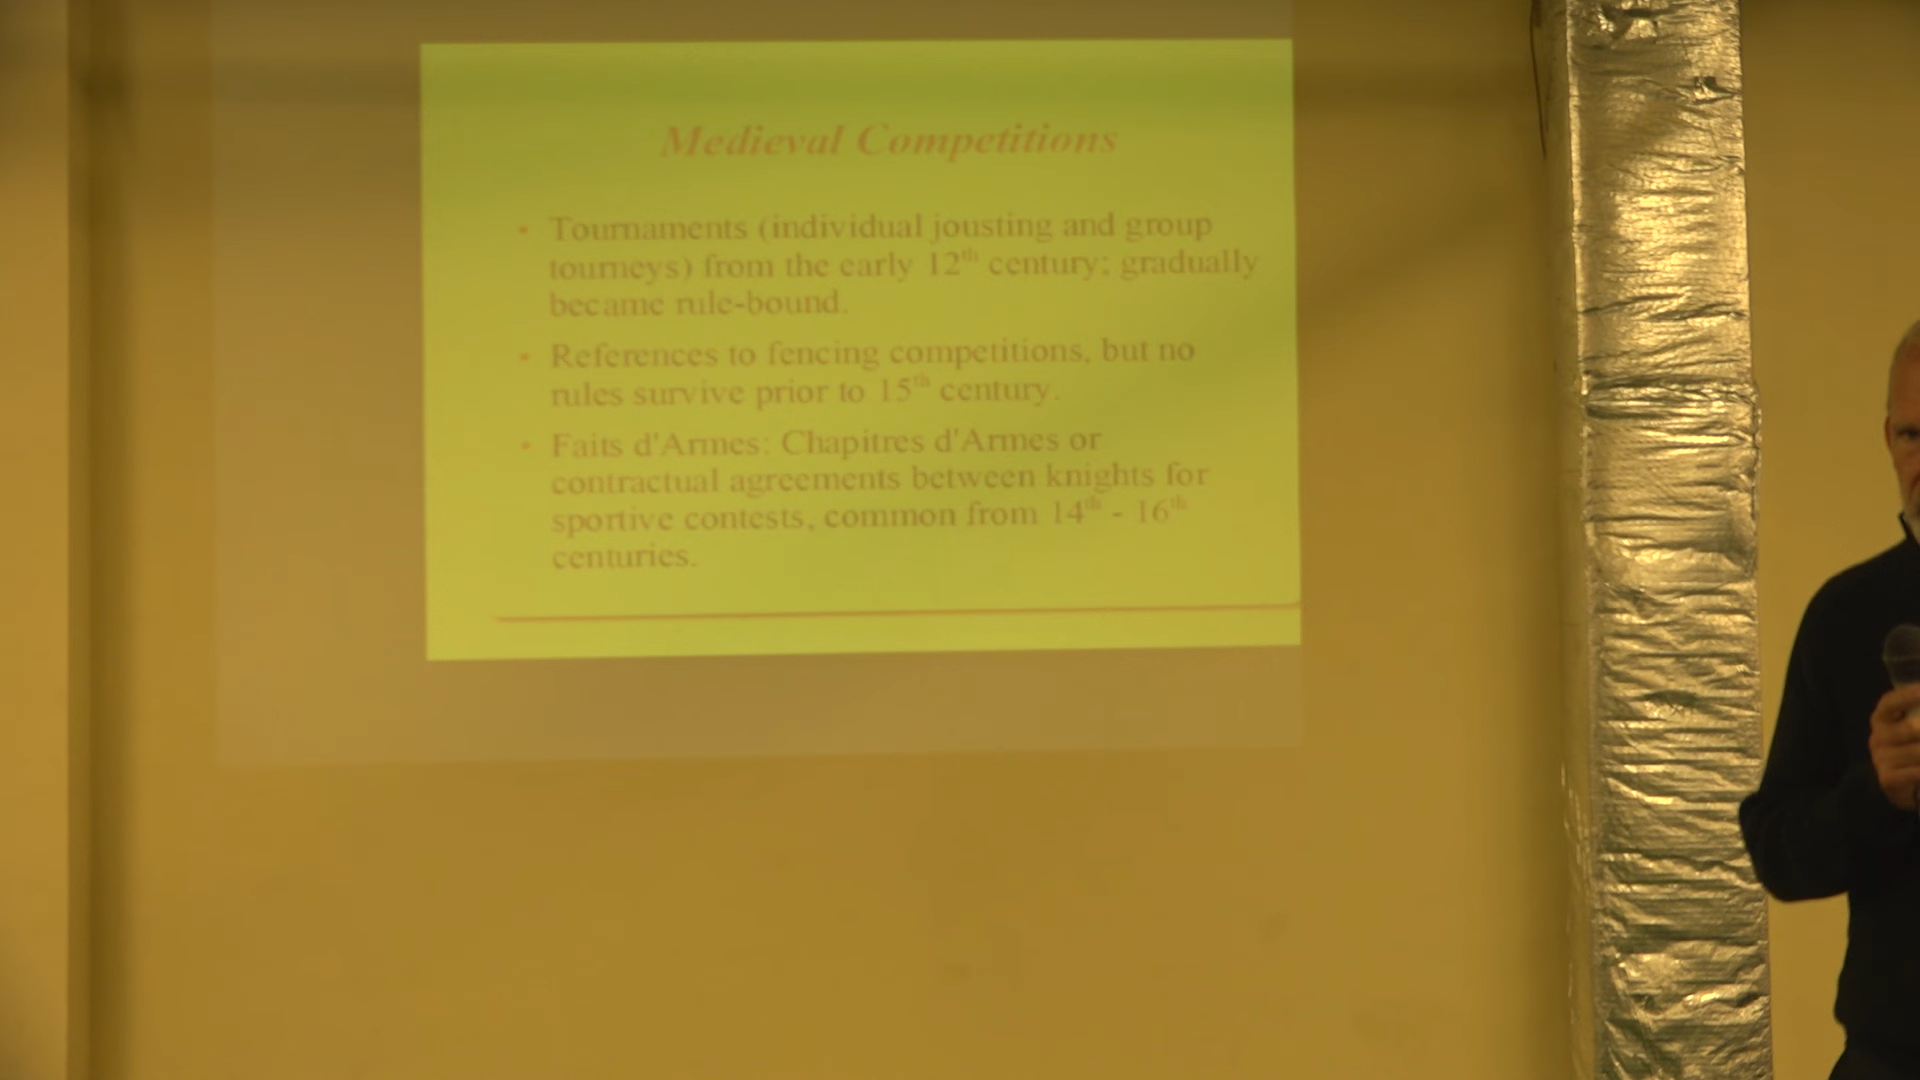 Medieval Competitions
• Tournaments (individual jousting and group
tourneys) from the early 12th century; gradually
became rule-bound.
• References to fencing competitions, but no
rules survive prior to 15th century.
• Faits d'Armes: Chapitres d'Armes or
contractual agreements between knights for
sportive contests, common from 14th - 16th
centuries.